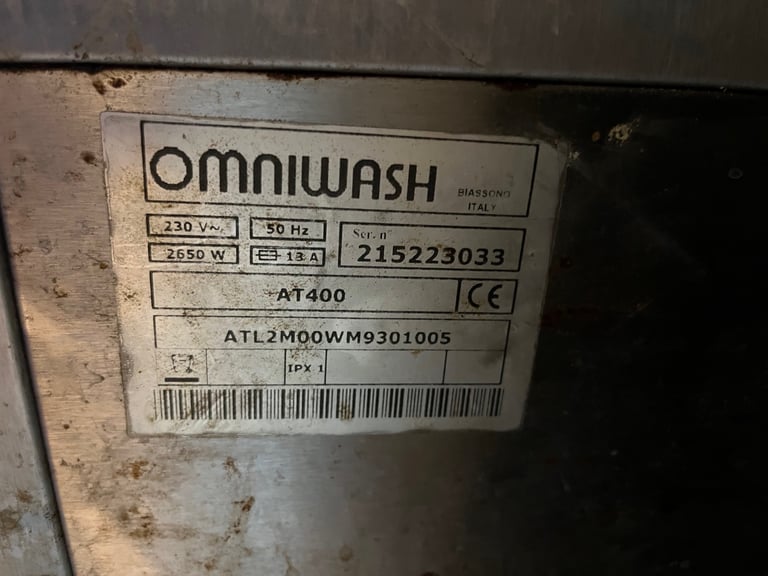 OMNIWASH
BIASSONO
ITALY
230 V~
50 Hz
Ser. n°
215223033
2650 W
13 A
AT400
CE
ATL2M00WM9301005
IPX 1